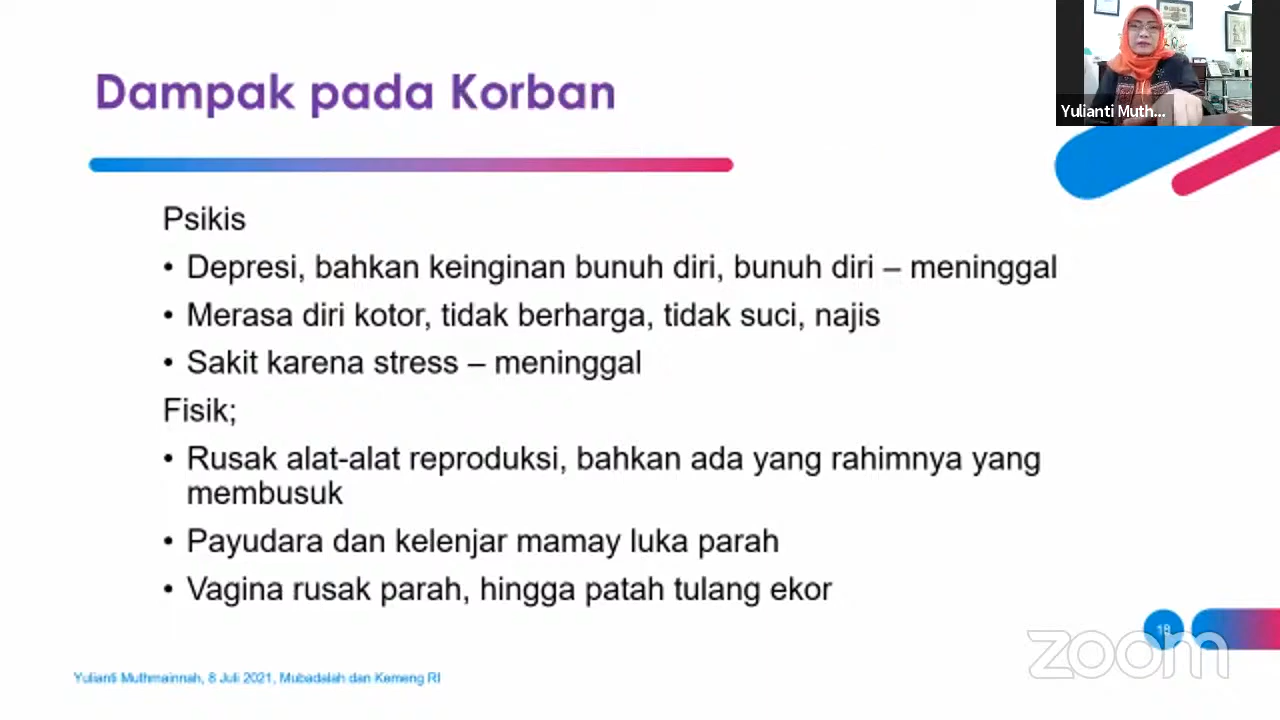 Dampak pada Korban
Yulianti Muth...
Psikis
• Depresi, bahkan keinginan bunuh diri, bunuh diri – meninggal
• Merasa diri kotor, tidak berharga, tidak suci, najis
• Sakit karena stress – meninggal
Fisik;
• Rusak alat-alat reproduksi, bahkan ada yang rahimnya yang
membusuk
• Payudara dan kelenjar mamay luka parah
• Vagina rusak parah, hingga patah tulang ekor
18
zoom
Yulianti Muthmainnah, 8 Juli 2021, Mubadalah dan Kemeng RI